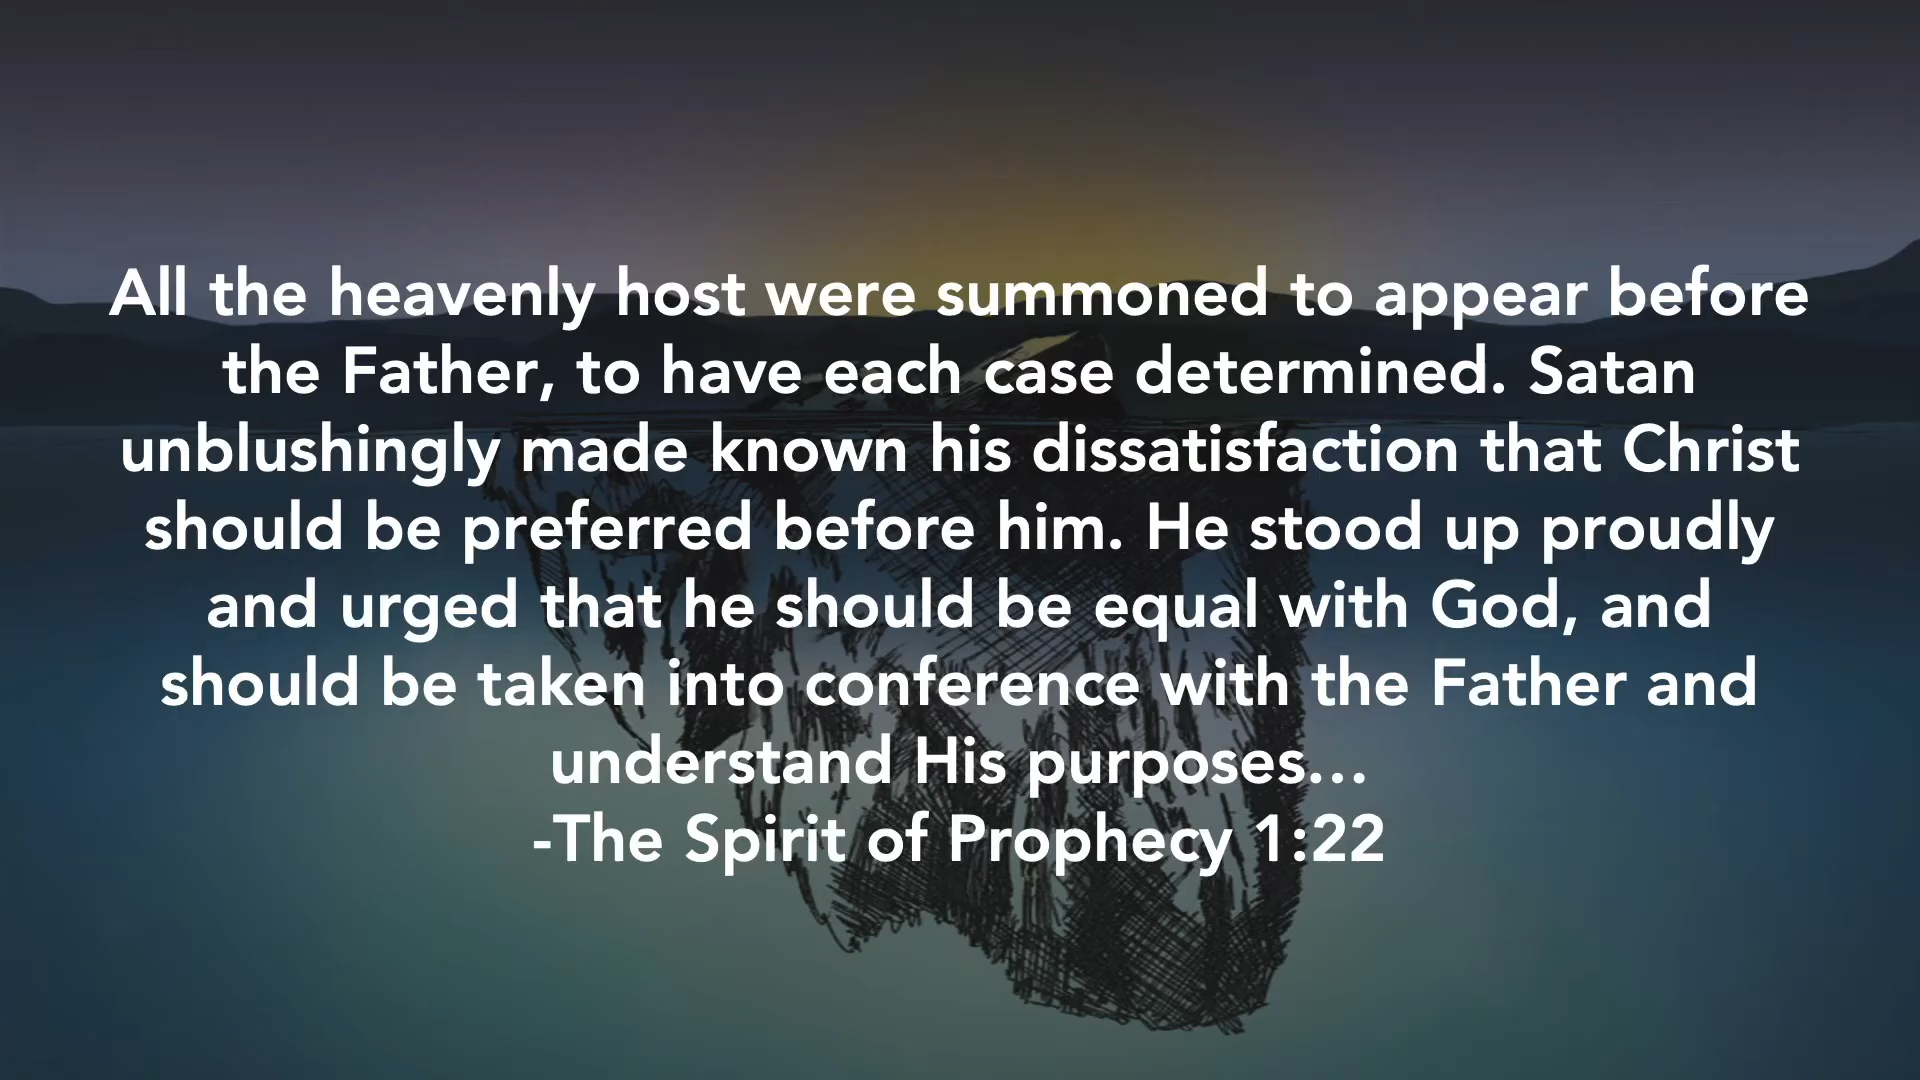 All the heavenly host were summoned to appear before
the Father, to have each case determined. Satan
unblushingly made known his dissatisfaction that Christ
should be preferred before him. He stood up proudly
and urged that he should be equal with God, and
should be taken into conference with the Father and
understand His purposes…
-The Spirit of Prophecy 1:22